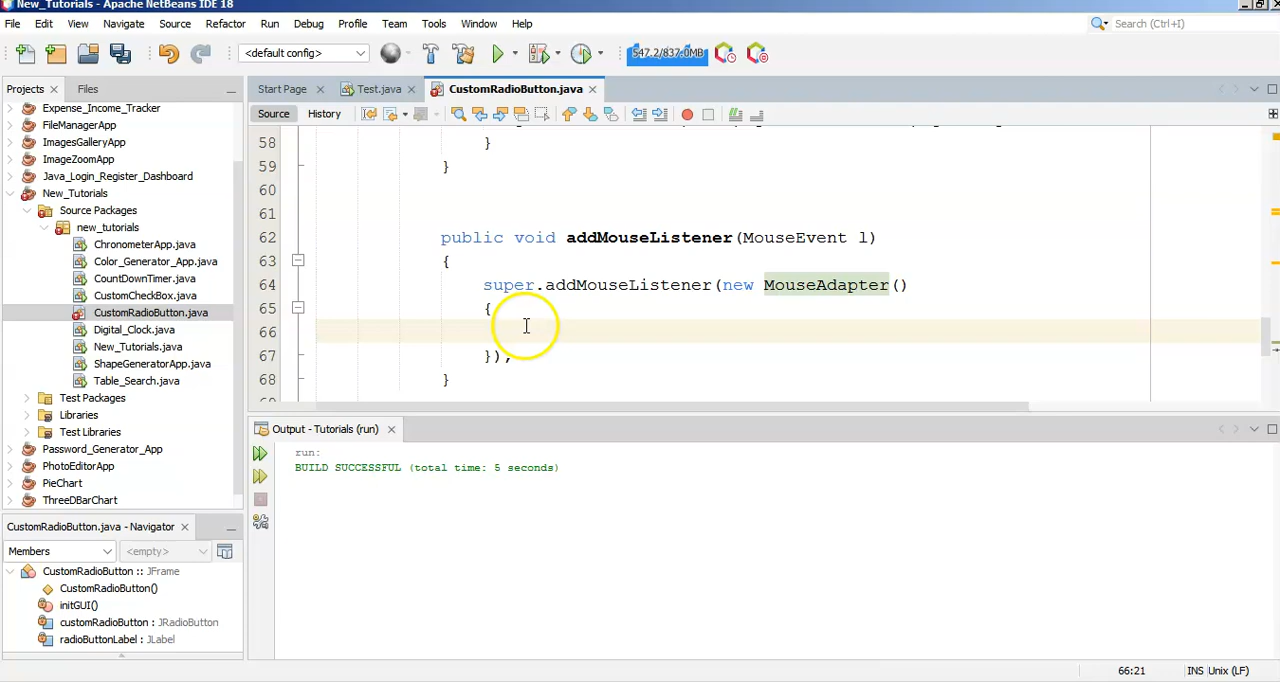 New_Tutorials - Apache NetBeans IDE 18
File Edit View Navigate Source Refactor Run Debug Profile Team Tools Window Help
Search (Ctrl+I)
<default config>
547.2/837.0MB
Projects
Files
Start Page
Test.java
CustomRadioButton.java
Source
History
Expense_Income_Tracker
FileManagerApp
ImagesGalleryApp
ImageZoomApp
Java_Login_Register_Dashboard
New_Tutorials
Source Packages
new_tutorials
ChronometerApp.java
Color_Generator_App.java
CountDownTimer.java
CustomCheckBox.java
CustomRadioButton.java
Digital_Clock.java
New_Tutorials.java
ShapeGeneratorApp.java
Table_Search.java
Test Packages
Libraries
Test Libraries
Password_Generator_App
PhotoEditorApp
PieChart
ThreeDBarChart
58 }
59 }
60
61
62 public void addMouseListener(MouseEvent l)
63 {
64 super.addMouseListener(new MouseAdapter()
65 {
66
67 });
68 }
Output - Tutorials (run)
run:
BUILD SUCCESSFUL (total time: 5 seconds)
CustomRadioButton.java - Navigator
Members
<empty>
CustomRadioButton :: JFrame
CustomRadioButton()
initGUI()
customRadioButton : JRadioButton
radioButtonLabel : JLabel
66:21
INS Unix (LF)